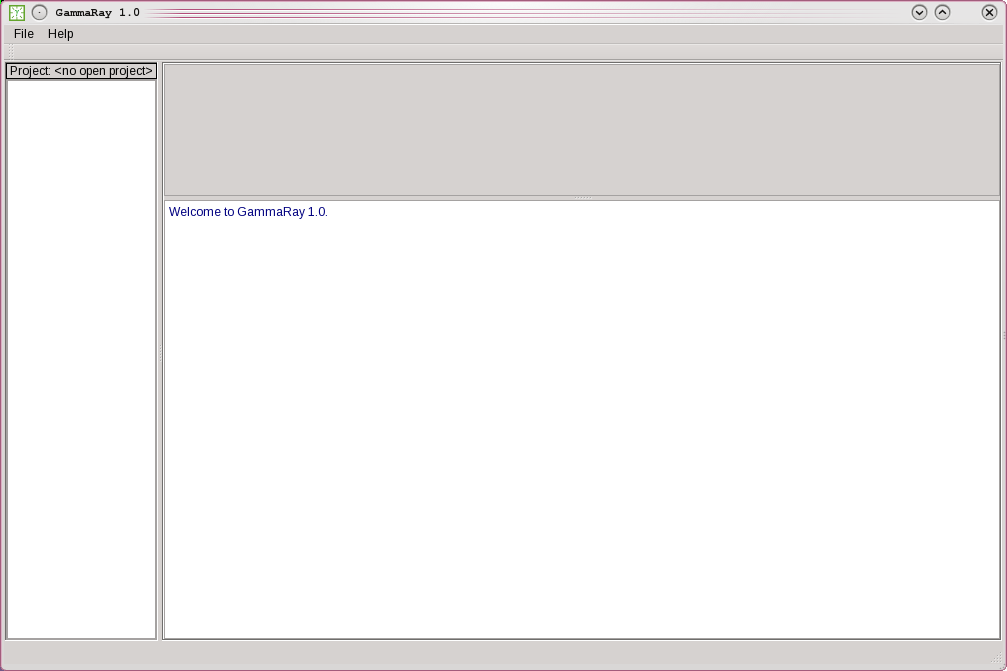 GammaRay 1.0
File Help
Project: <no open project>
Welcome to GammaRay 1.0.